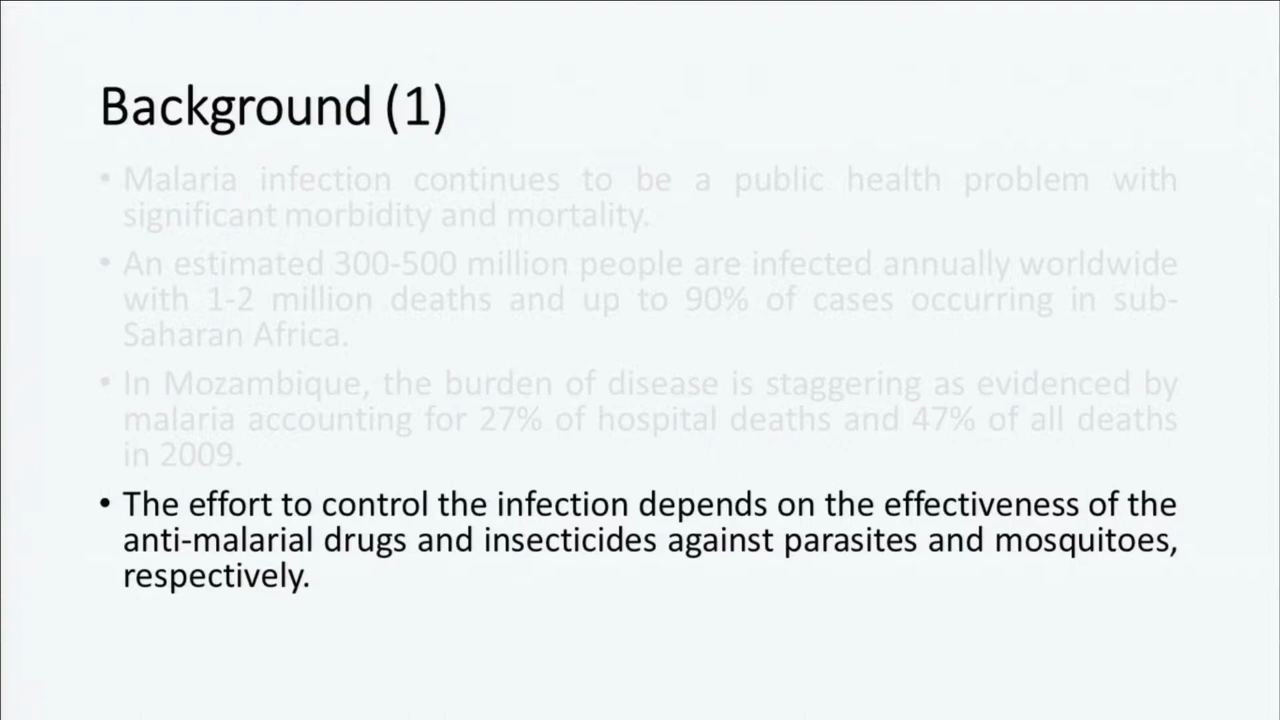 Background (1)
• Malaria infection continues to be a public health problem with
significant morbidity and mortality.
• An estimated 300-500 million people are infected annually worldwide
with 1-2 million deaths and up to 90% of cases occurring in sub-
Saharan Africa.
• In Mozambique, the burden of disease is staggering as evidenced by
malaria accounting for 27% of hospital deaths and 47% of all deaths
in 2009.
• The effort to control the infection depends on the effectiveness of the
anti-malarial drugs and insecticides against parasites and mosquitoes,
respectively.